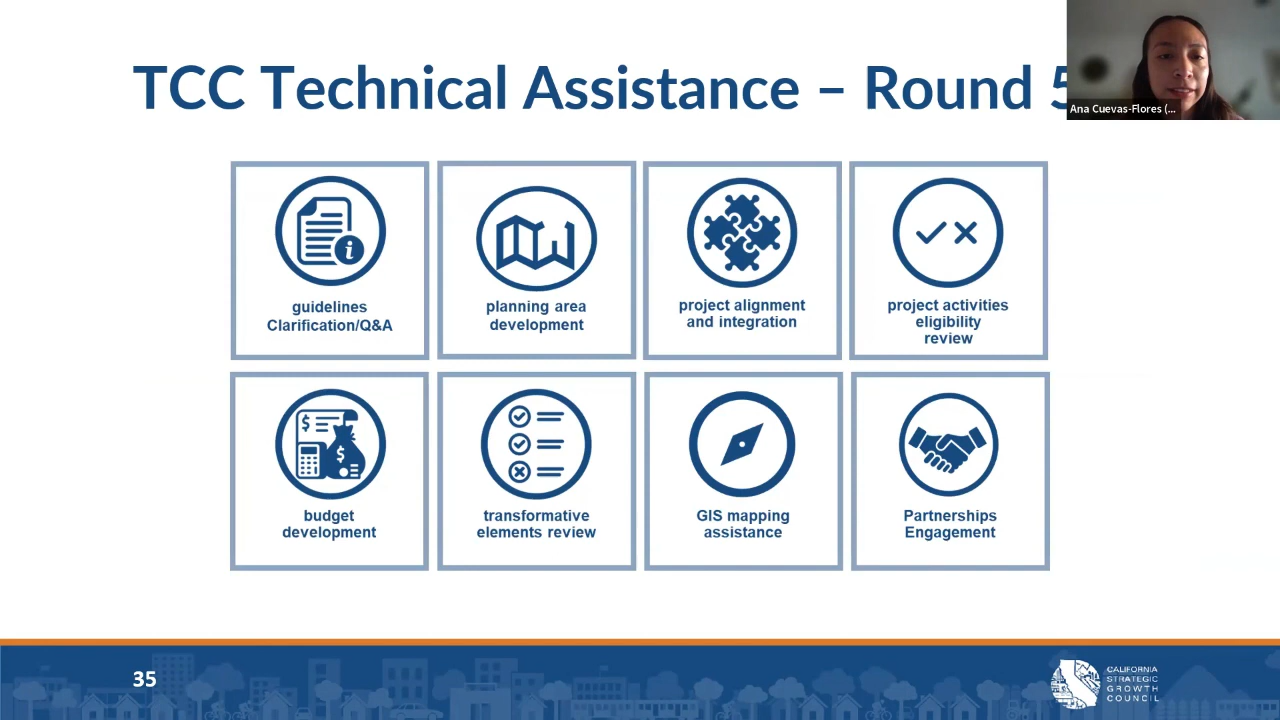 TCC Technical Assistance – Round 5
Ana Cuevas-Flores (...
guidelines
Clarification/Q&A
planning area
development
project alignment
and integration
project activities
eligibility
review
budget
development
transformative
elements review
GIS mapping
assistance
Partnerships
Engagement
35
CALIFORNIA
STRATEGIC
GROWTH
COUNCIL